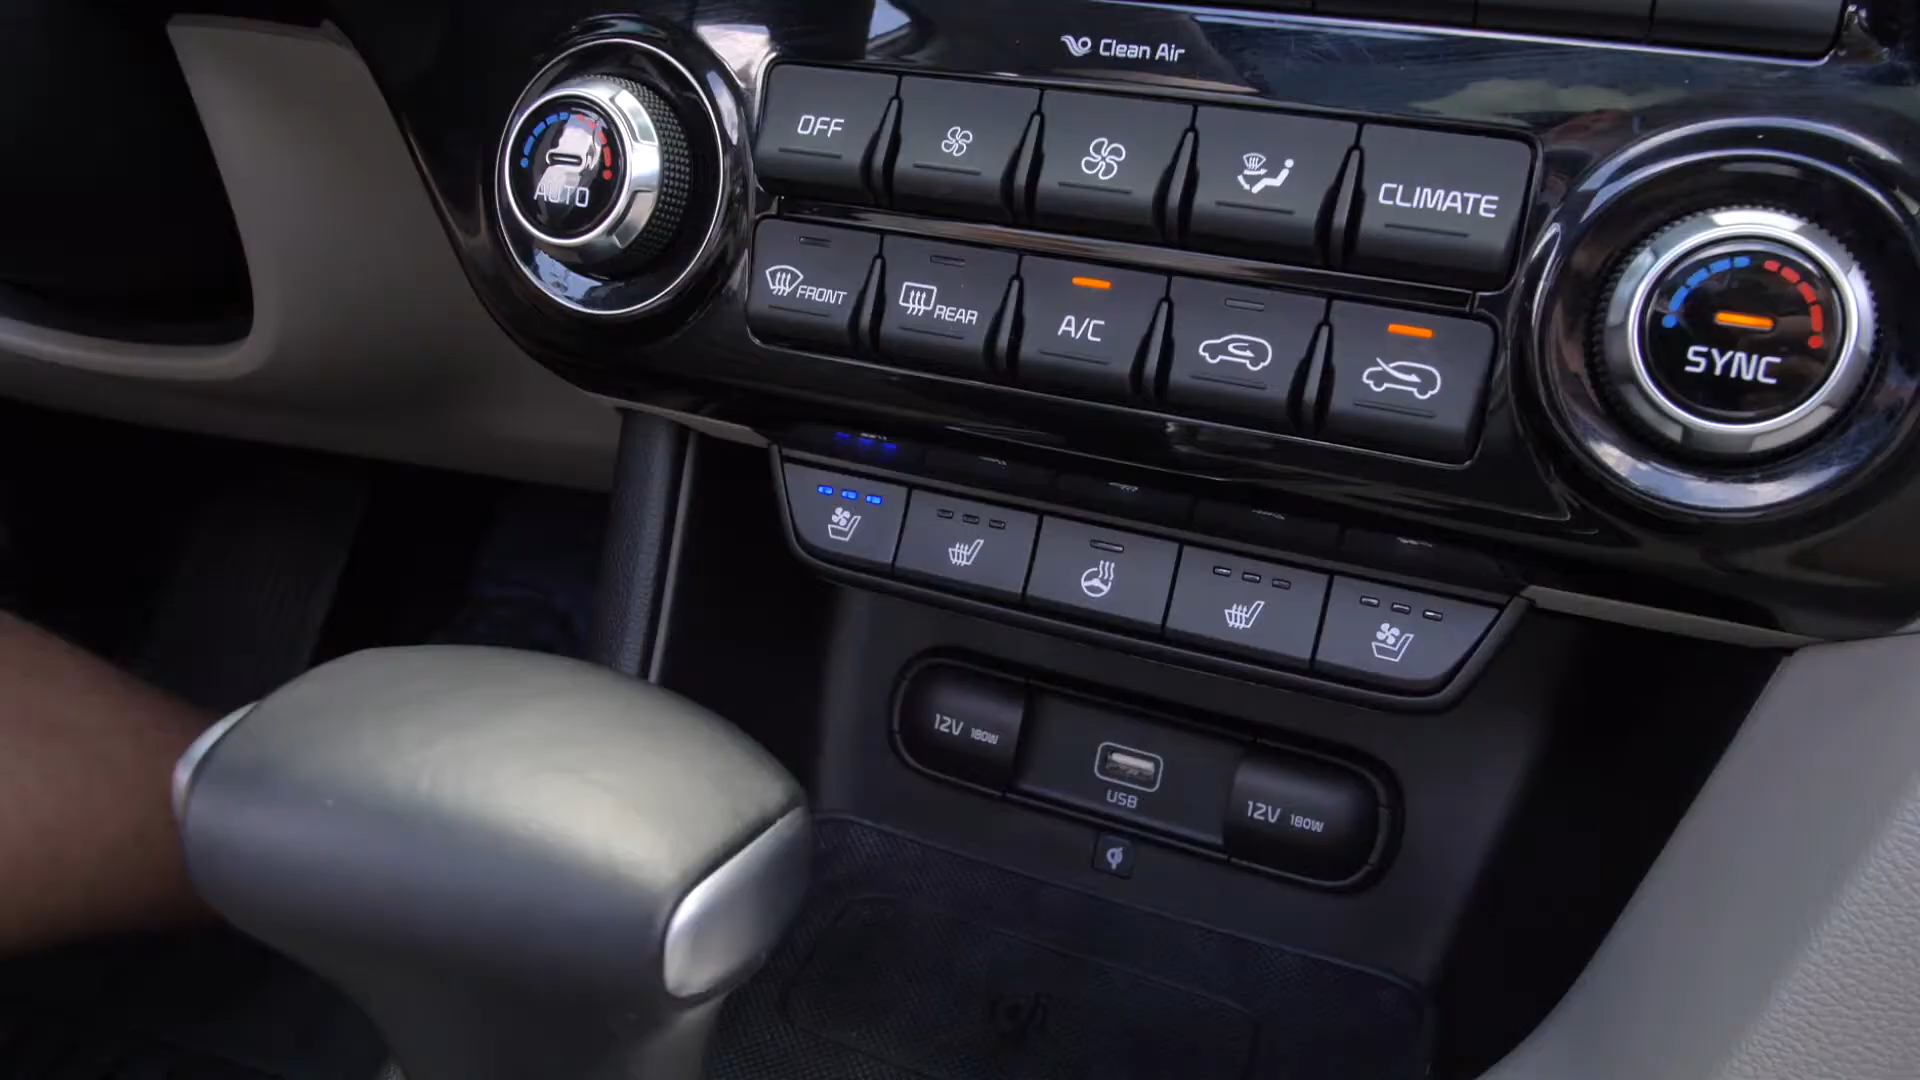 Clean Air
OFF
CLIMATE
AUTO
FRONT
REAR
A/C
SYNC
12V 180W
USB
12V 180W